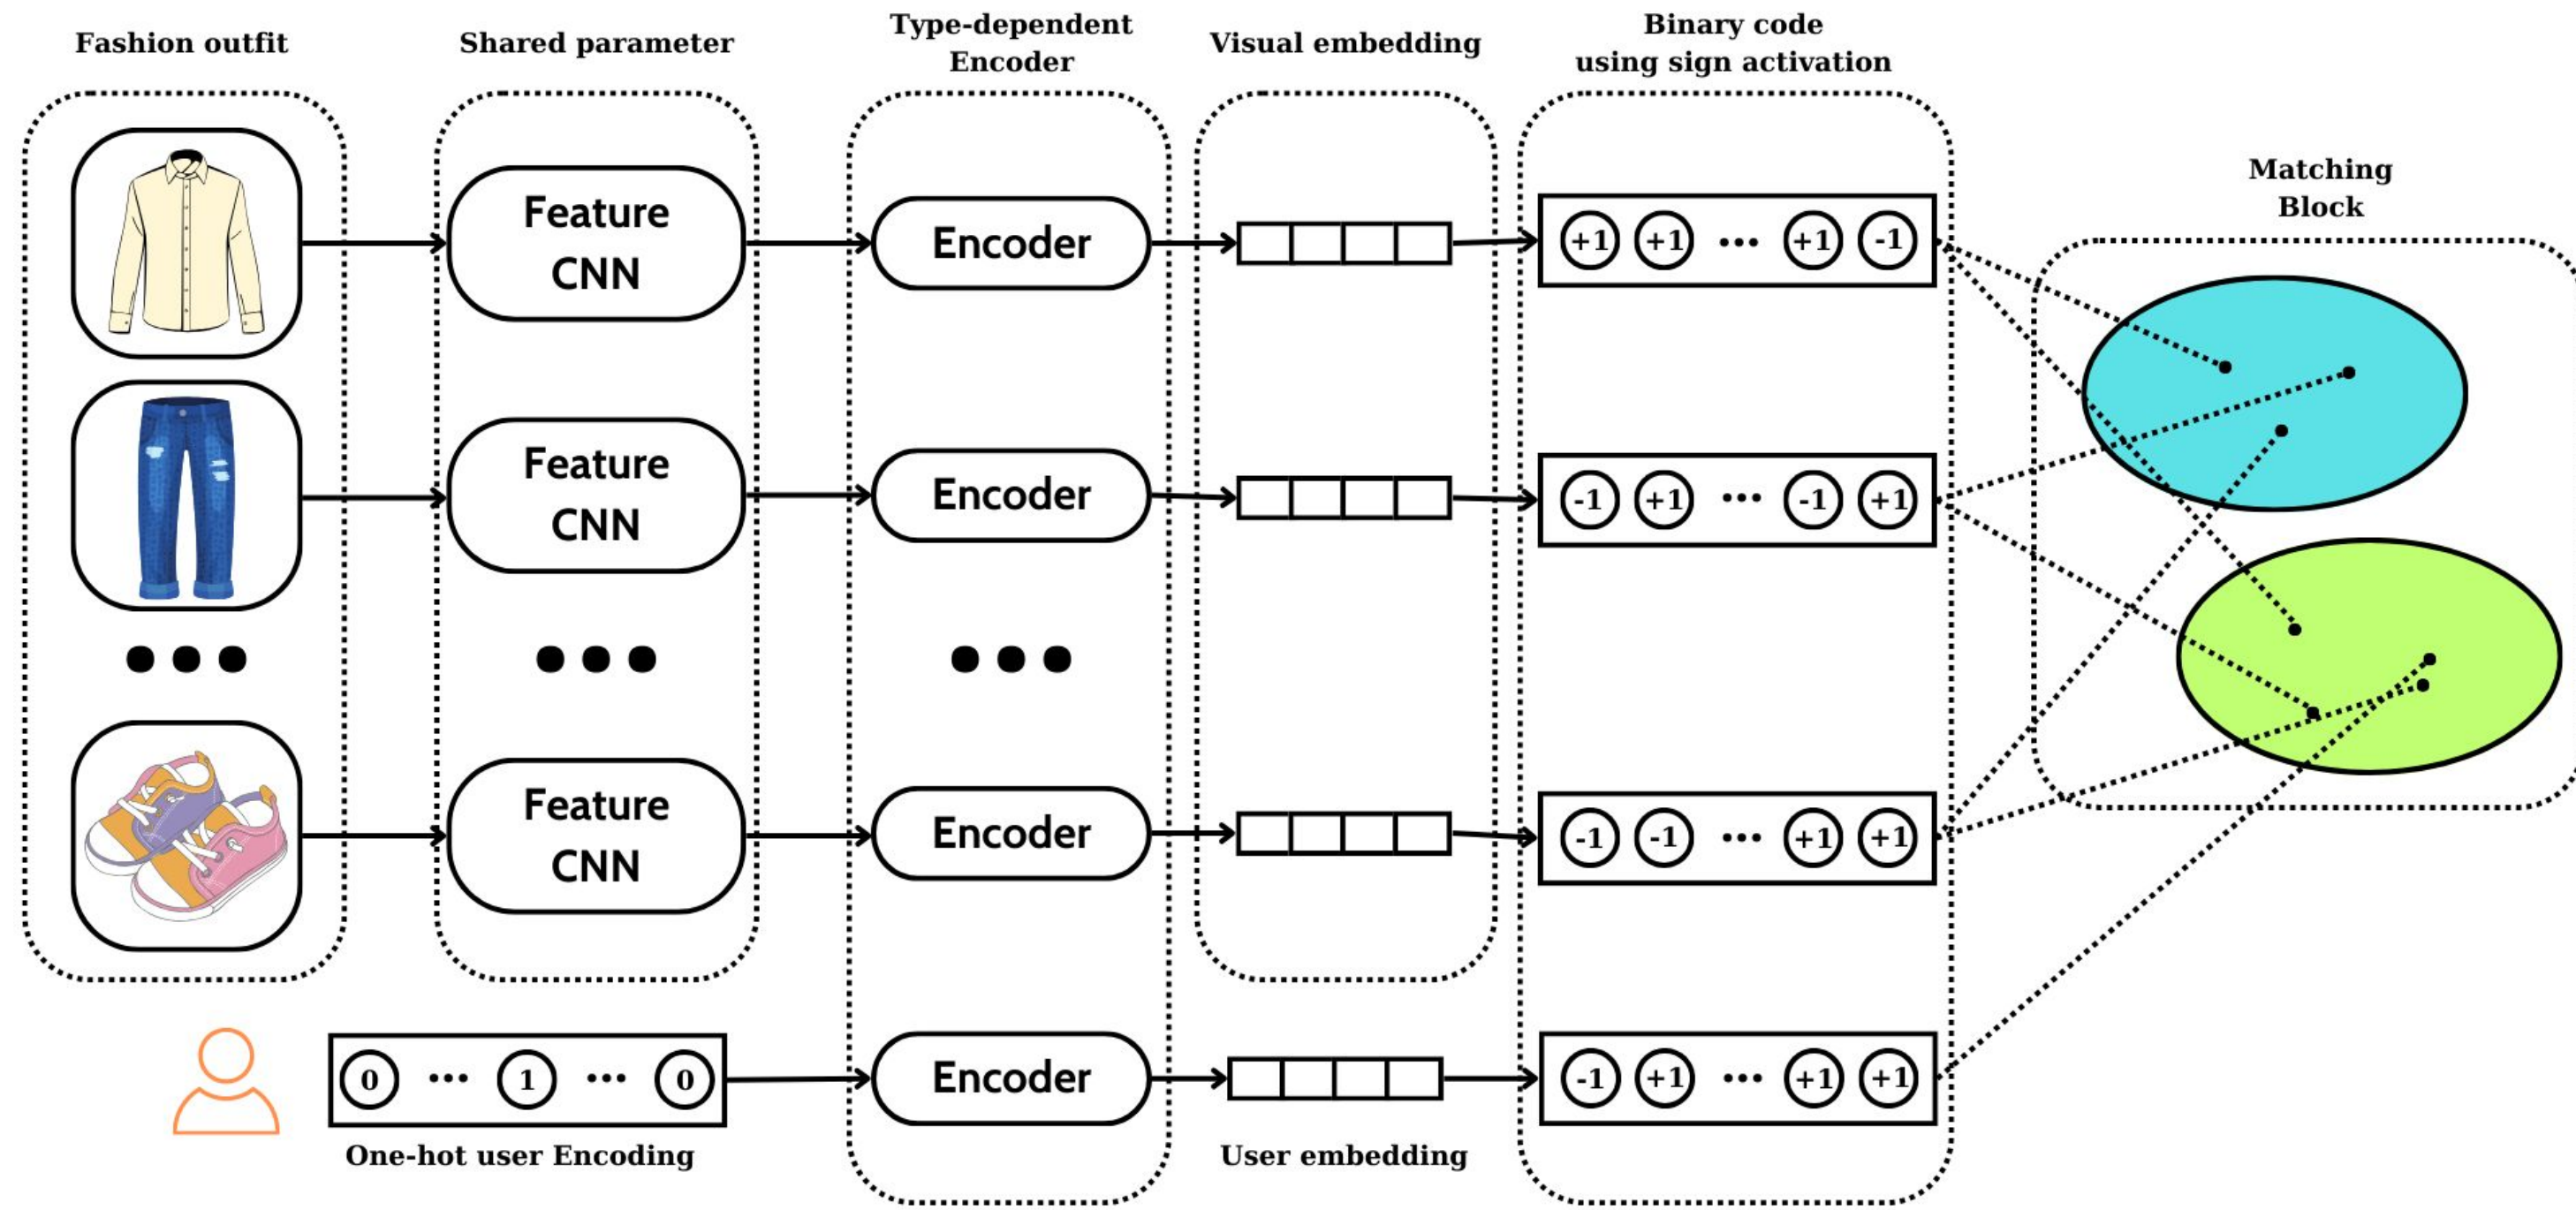 Fashion outfit
Shared parameter
Type-dependent
Encoder
Visual embedding
Binary code
using sign activation
Matching
Block
Feature
CNN
Encoder
+1 +1 ••• +1 -1
Feature
CNN
Encoder
-1 +1 ••• -1 +1
••• ••• •••
Feature
CNN
Encoder
-1 -1 ••• +1 +1
0 ••• 1 ••• 0
Encoder
-1 +1 ••• +1 +1
One-hot user Encoding
User embedding